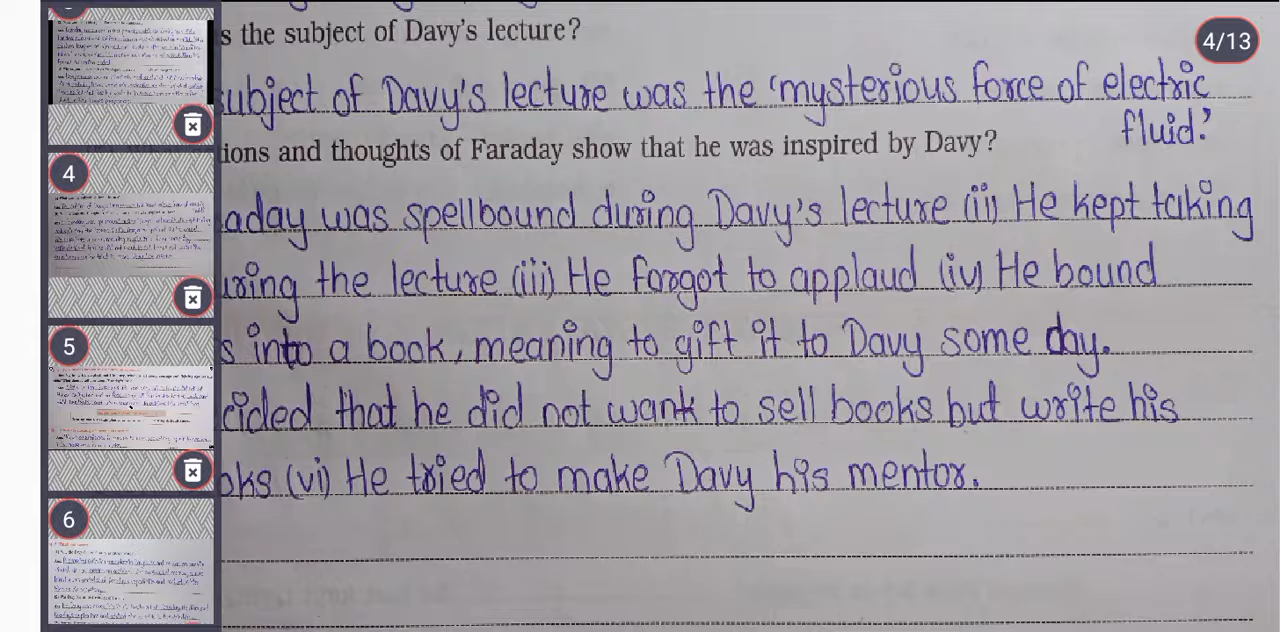 s the subject of Davy's lecture?
4/13
subject of Davy's lecture was the 'mysterious force of electric
fluid.'
ions and thoughts of Faraday show that he was inspired by Davy?
aday was spellbound during Davy's lecture (ii) He kept taking
uring the lecture (iii) He forgot to applaud (iv) He bound
s into a book, meaning to gift it to Davy some day.
cided that he did not wank to sell books but write his
oks (vi) He tried to make Davy his mentor.
4
5
6